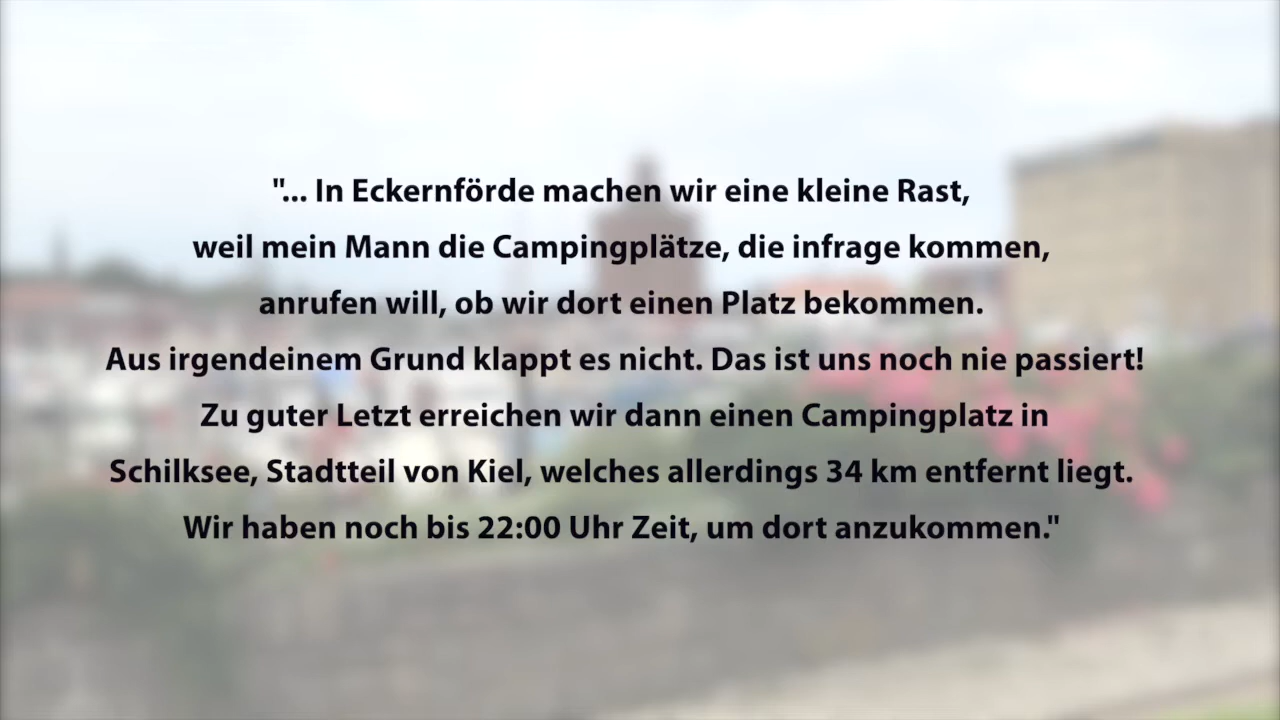 "... In Eckernförde machen wir eine kleine Rast,
weil mein Mann die Campingplätze, die infrage kommen,
anrufen will, ob wir dort einen Platz bekommen.
Aus irgendeinem Grund klappt es nicht. Das ist uns noch nie passiert!
Zu guter Letzt erreichen wir dann einen Campingplatz in
Schilksee, Stadtteil von Kiel, welches allerdings 34 km entfernt liegt.
Wir haben noch bis 22:00 Uhr Zeit, um dort anzukommen."